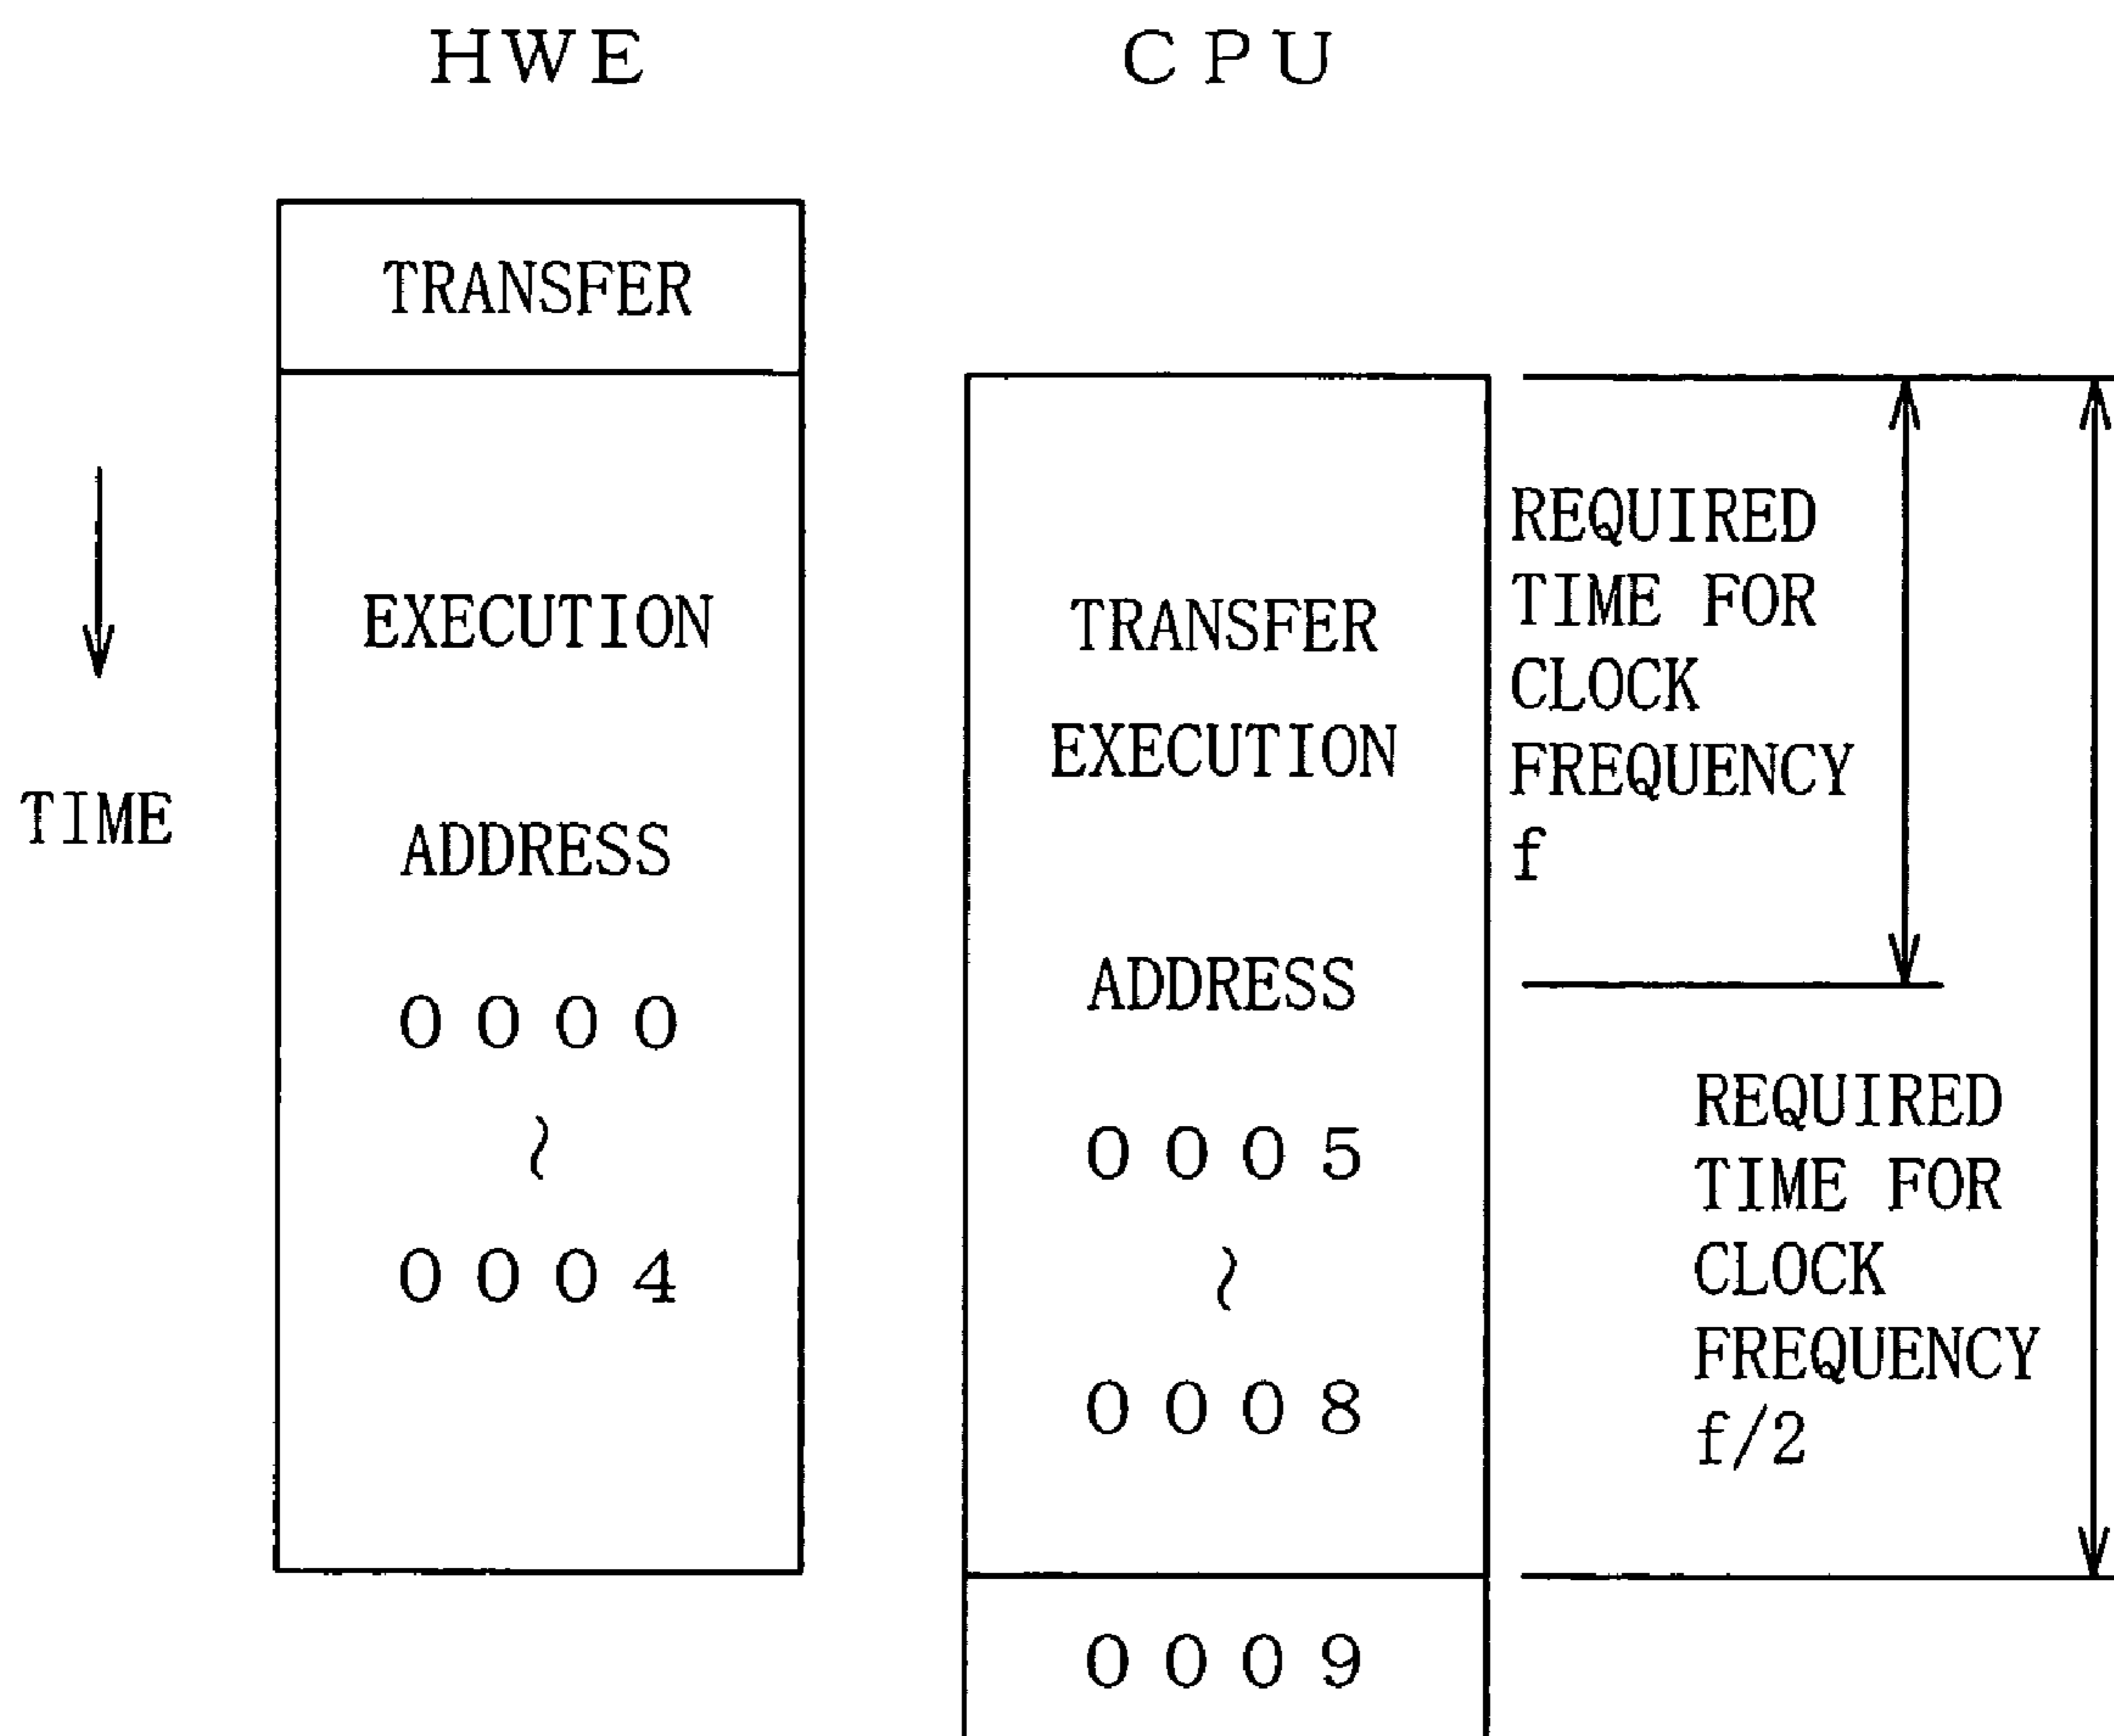 HWE
CPU
TIME
TRANSFER
EXECUTION
ADDRESS
0000
~
0004
TRANSFER
EXECUTION
ADDRESS
0005
~
0008
0009
REQUIRED
TIME FOR
CLOCK
FREQUENCY
f
REQUIRED
TIME FOR
CLOCK
FREQUENCY
f/2